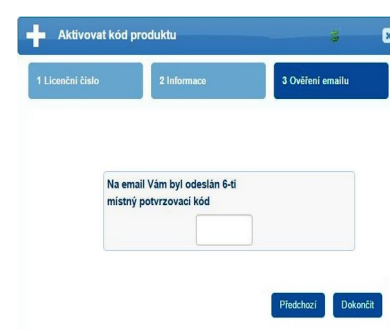 Aktivovat kód produktu
1 Licenční číslo
2 Informace
3 Ověření emailu
Na email Vám byl odeslán 6-ti
místný potvrzovací kód
Předchozí
Dokončit